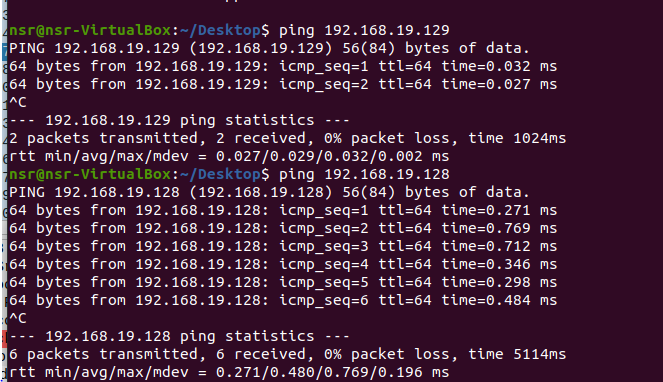 nsr@nsr-VirtualBox:~/Desktop$ ping 192.168.19.129
PING 192.168.19.129 (192.168.19.129) 56(84) bytes of data.
64 bytes from 192.168.19.129: icmp_seq=1 ttl=64 time=0.032 ms
64 bytes from 192.168.19.129: icmp_seq=2 ttl=64 time=0.027 ms
^C
--- 192.168.19.129 ping statistics ---
2 packets transmitted, 2 received, 0% packet loss, time 1024ms
rtt min/avg/max/mdev = 0.027/0.029/0.032/0.002 ms
nsr@nsr-VirtualBox:~/Desktop$ ping 192.168.19.128
PING 192.168.19.128 (192.168.19.128) 56(84) bytes of data.
64 bytes from 192.168.19.128: icmp_seq=1 ttl=64 time=0.271 ms
64 bytes from 192.168.19.128: icmp_seq=2 ttl=64 time=0.769 ms
64 bytes from 192.168.19.128: icmp_seq=3 ttl=64 time=0.712 ms
64 bytes from 192.168.19.128: icmp_seq=4 ttl=64 time=0.346 ms
64 bytes from 192.168.19.128: icmp_seq=5 ttl=64 time=0.298 ms
64 bytes from 192.168.19.128: icmp_seq=6 ttl=64 time=0.484 ms
^C
--- 192.168.19.128 ping statistics ---
6 packets transmitted, 6 received, 0% packet loss, time 5114ms
rtt min/avg/max/mdev = 0.271/0.480/0.769/0.196 ms